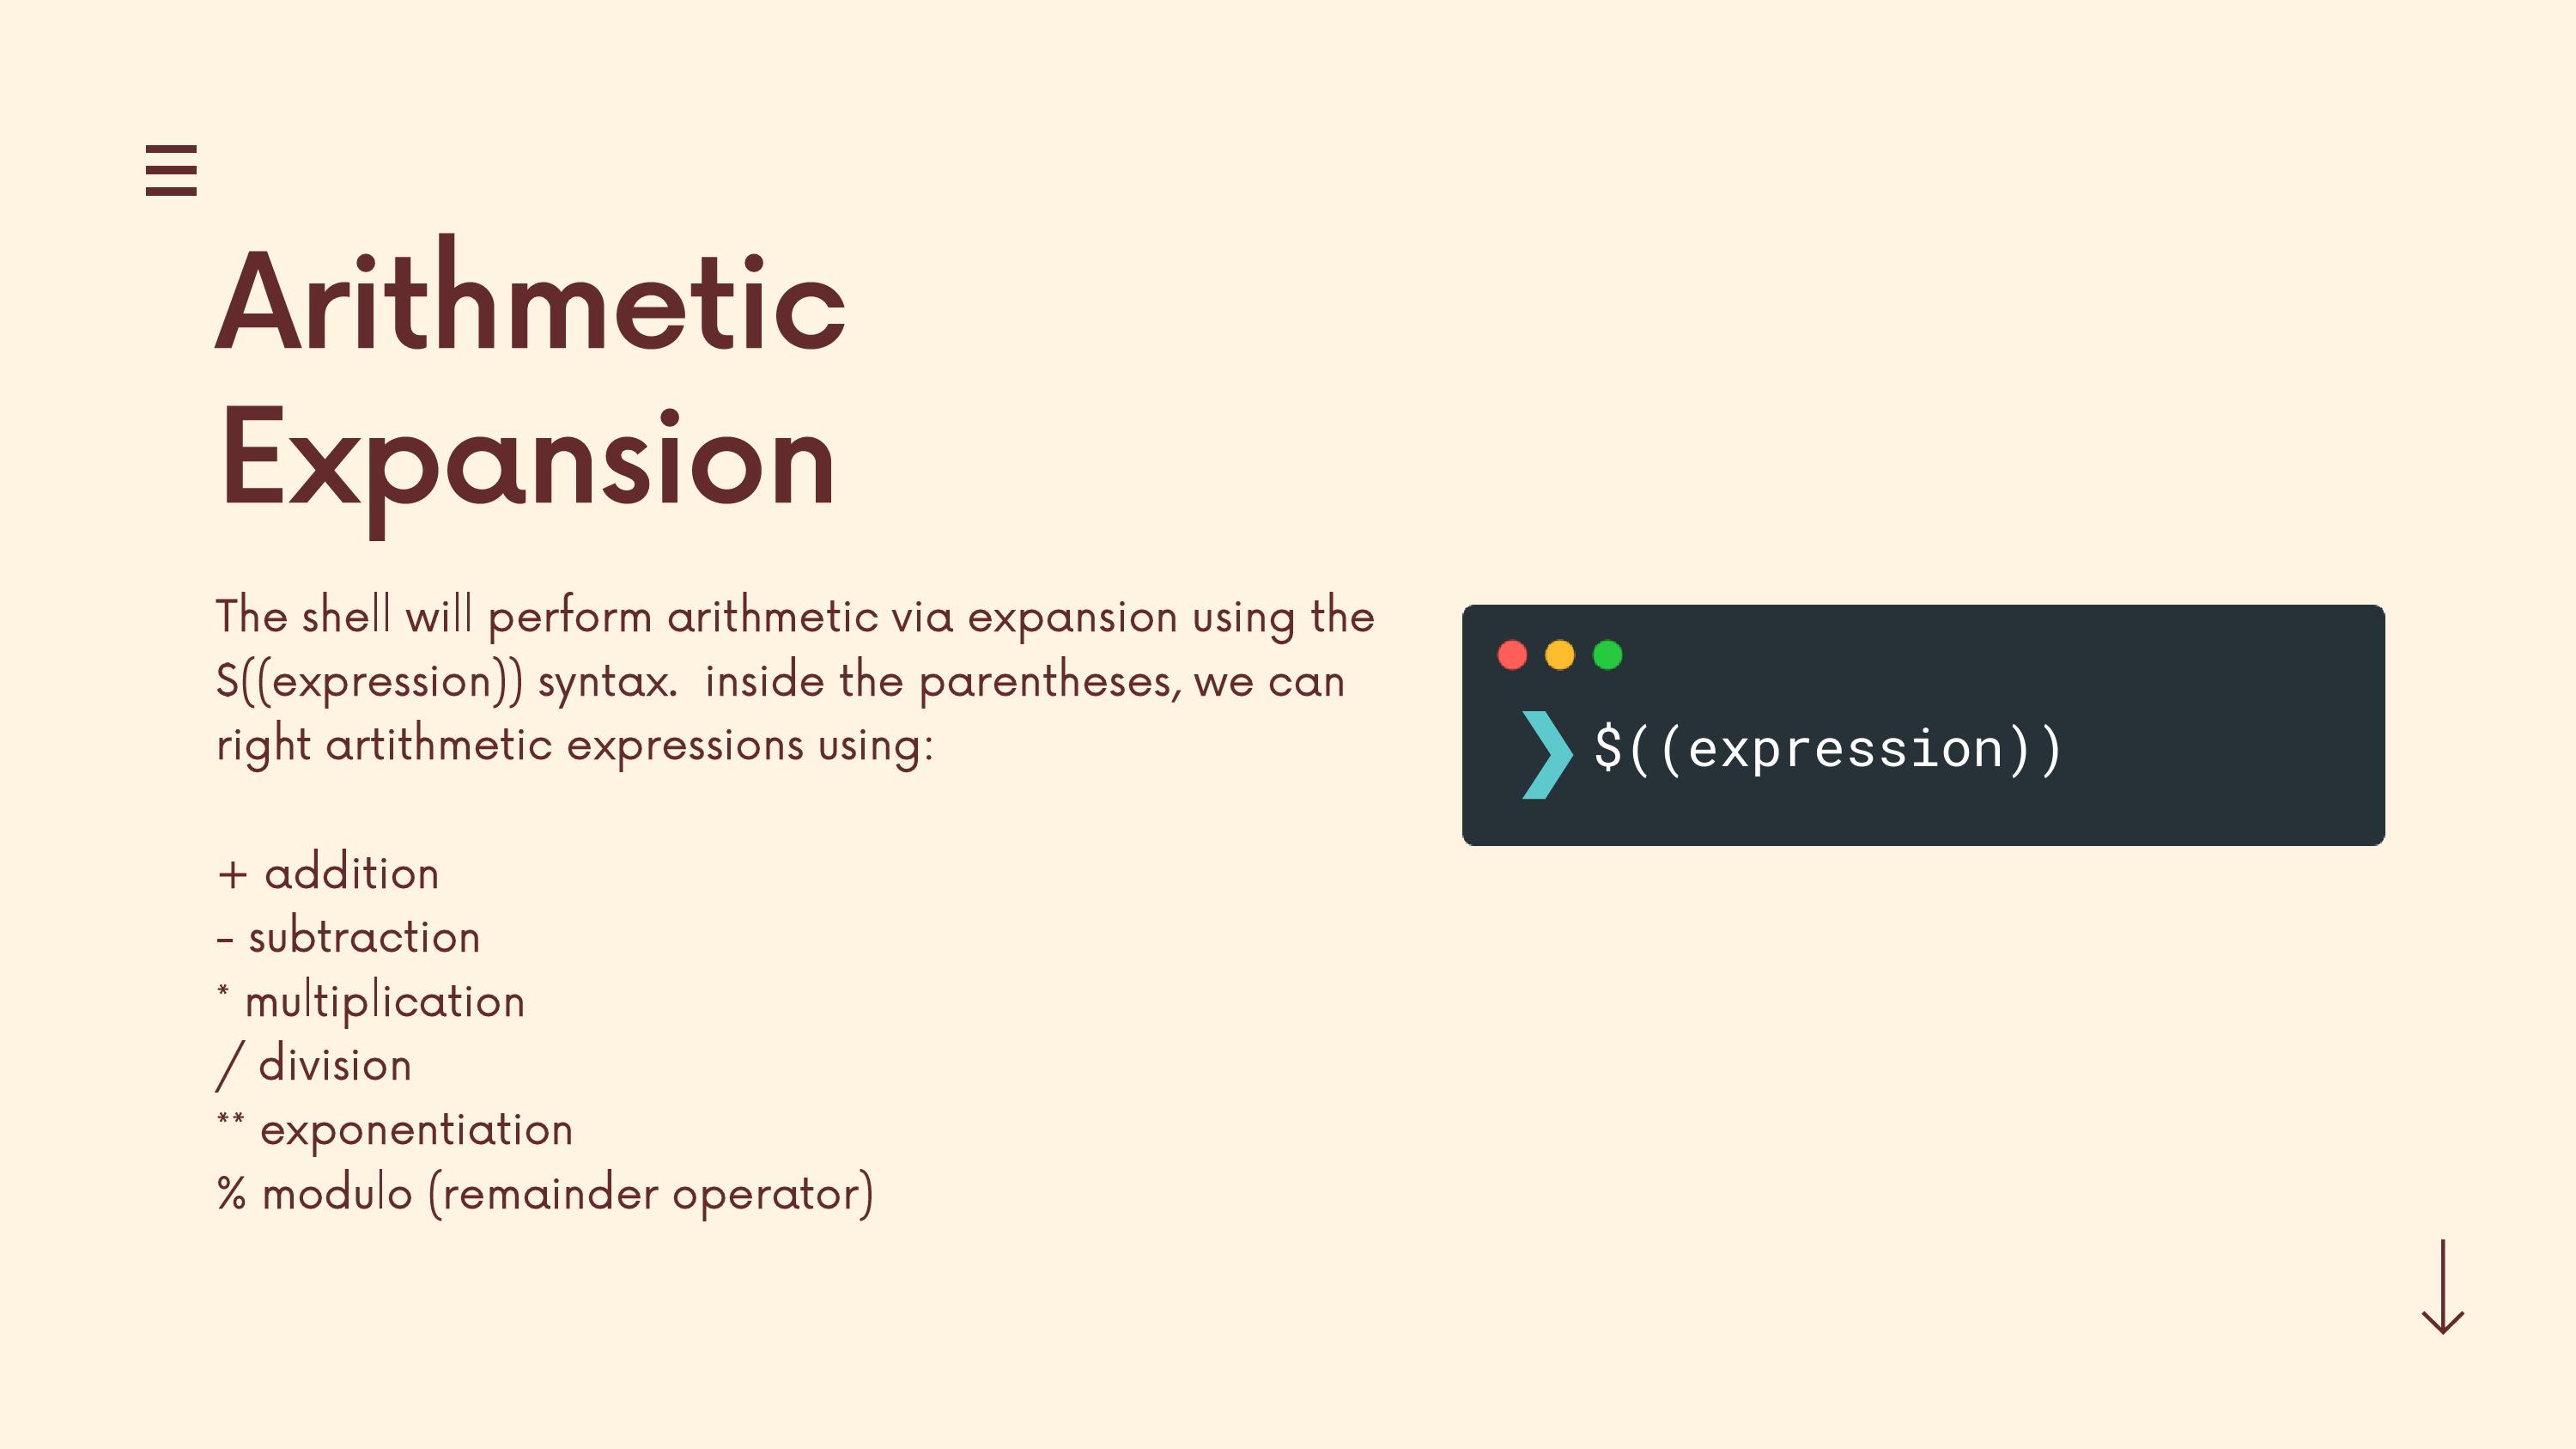 Arithmetic
Expansion
The shell will perform arithmetic via expansion using the
$((expression)) syntax.  inside the parentheses, we can
right artithmetic expressions using:
+ addition
- subtraction
* multiplication
/ division
** exponentiation
% modulo (remainder operator)
$((expression))